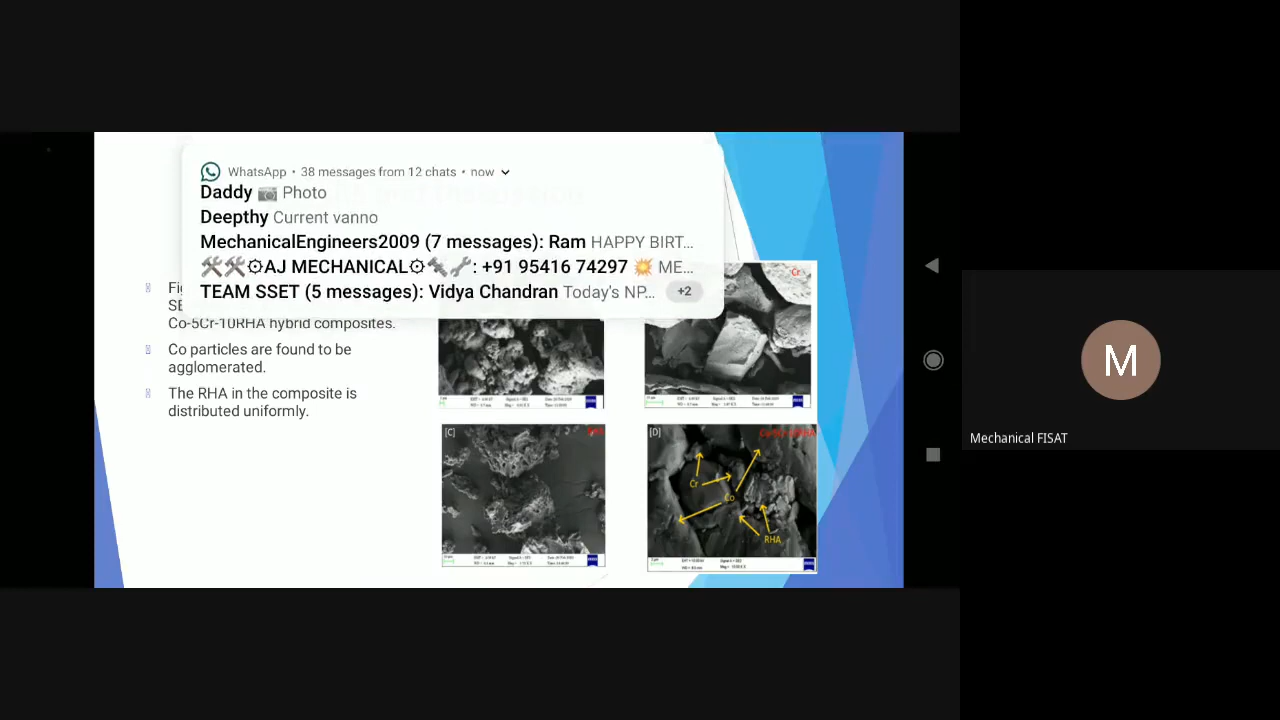 WhatsApp • 38 messages from 12 chats • now
Daddy 📷 Photo
Deepthy Current vanno
MechanicalEngineers2009 (7 messages): Ram HAPPY BIRT...
🛠🛠⚙AJ MECHANICAL⚙🔩🔧: +91 95416 74297 💥 ME...
TEAM SSET (5 messages): Vidya Chandran Today's NP... +2
Co-5Cr-10RHA hybrid composites.
Co particles are found to be
agglomerated.
The RHA in the composite is
distributed uniformly.
Cr
[C]
[D]
Cr
Co
RHA
M
Mechanical FISAT